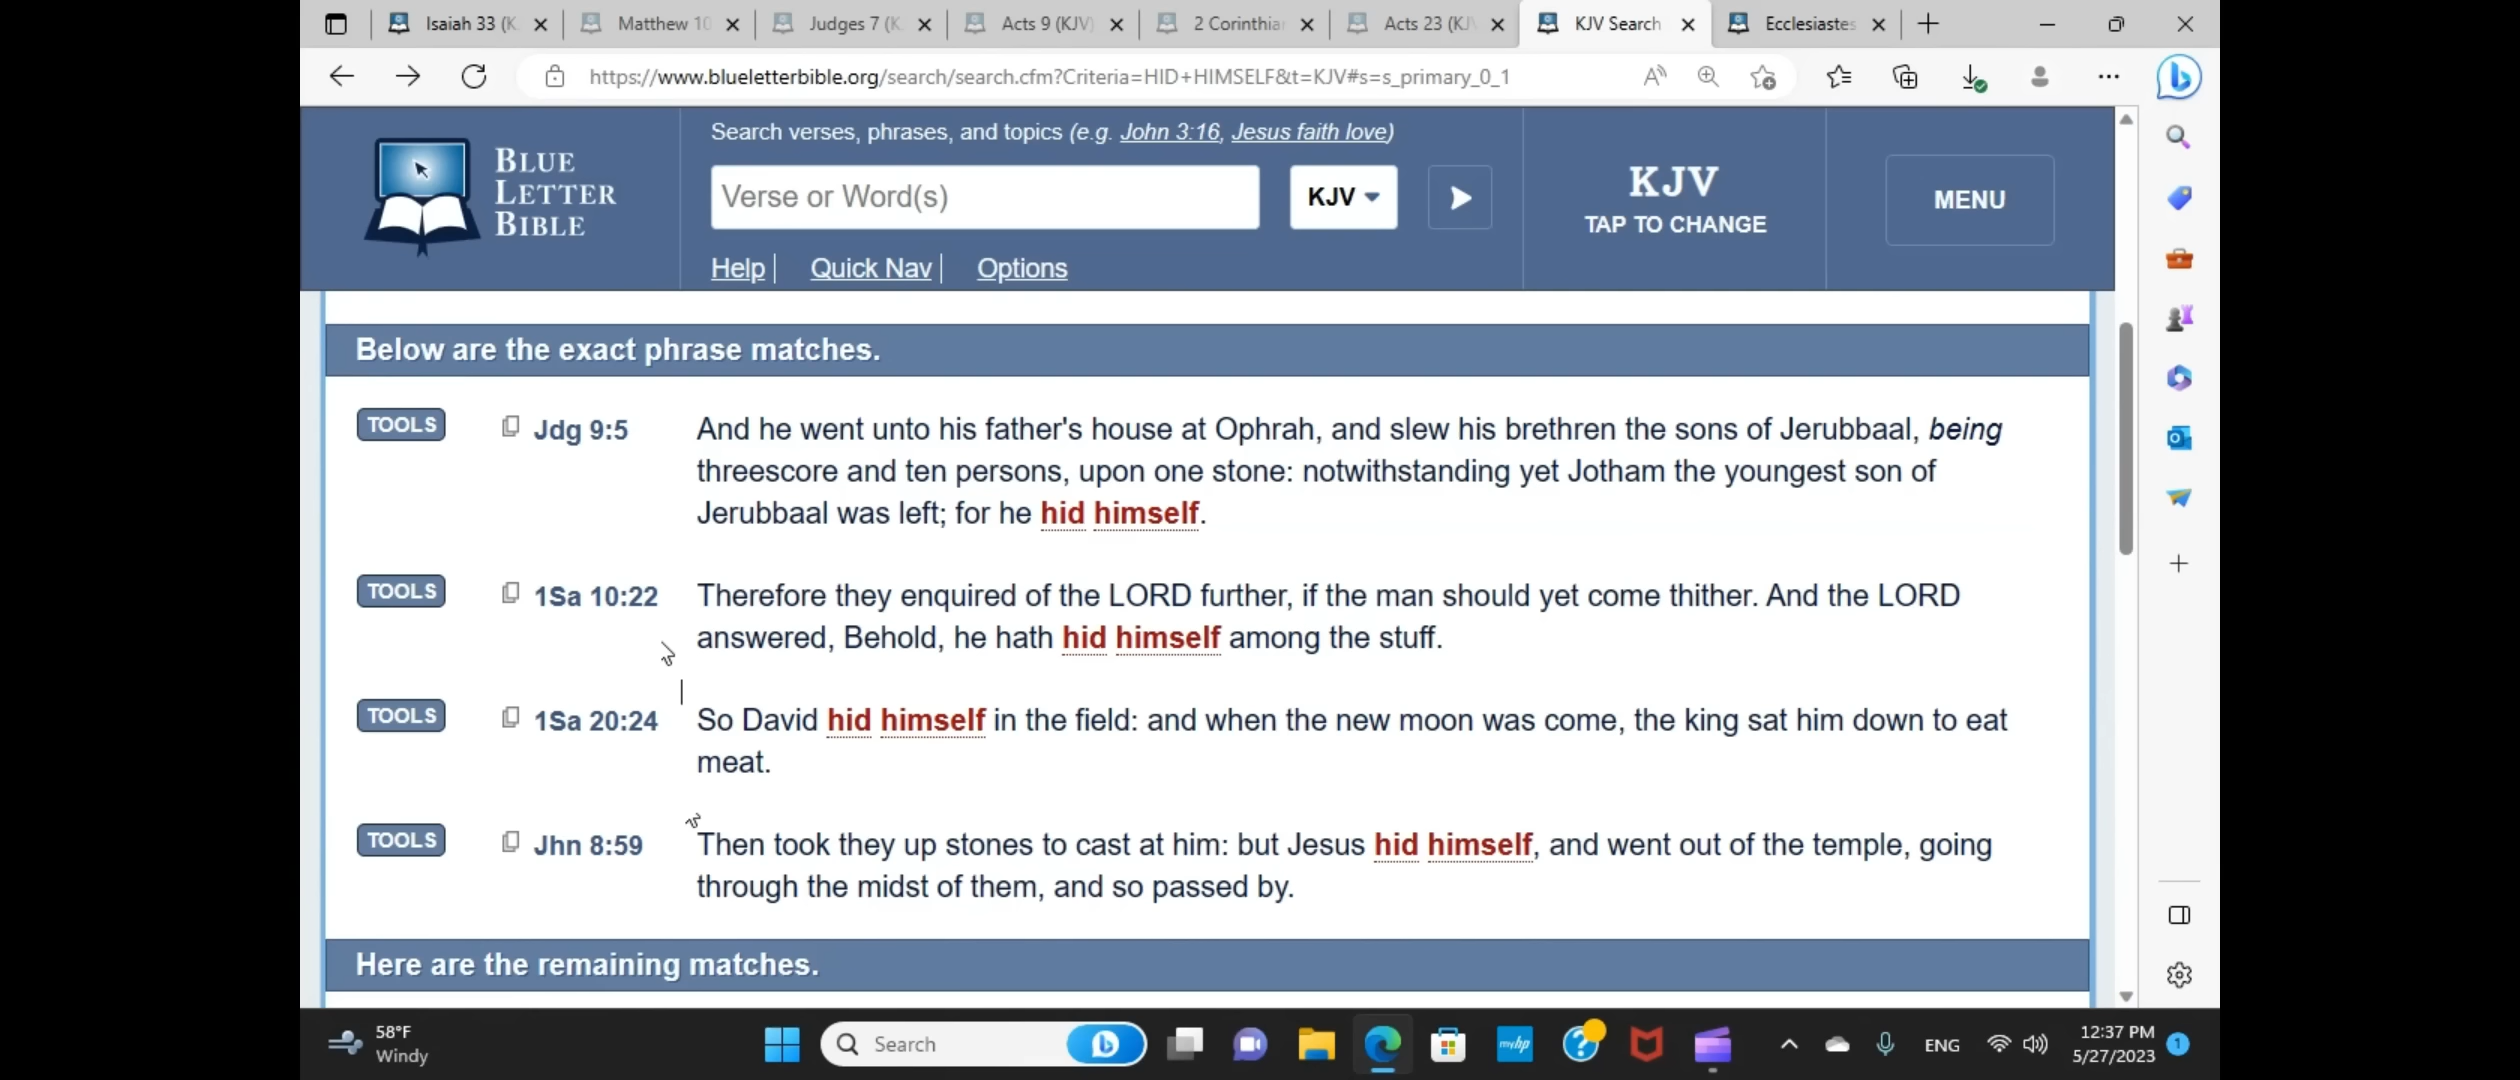 Isaiah 33 (K
Matthew 10
Judges 7 (K
Acts 9 (KJV)
2 Corinthia
Acts 23 (KJV
KJV Search
Ecclesiastes
https://www.blueletterbible.org/search/search.cfm?Criteria=HID+HIMSELF&t=KJV#s=s_primary_0_1
BLUE
LETTER
BIBLE
Search verses, phrases, and topics (e.g. John 3:16, Jesus faith love)
Verse or Word(s)
KJV
KJV
TAP TO CHANGE
MENU
Help
Quick Nav
Options
Below are the exact phrase matches.
TOOLS
Jdg 9:5
And he went unto his father's house at Ophrah, and slew his brethren the sons of Jerubbaal, being
threescore and ten persons, upon one stone: notwithstanding yet Jotham the youngest son of
Jerubbaal was left; for he hid himself.
TOOLS
1Sa 10:22
Therefore they enquired of the LORD further, if the man should yet come thither. And the LORD
answered, Behold, he hath hid himself among the stuff.
TOOLS
1Sa 20:24
So David hid himself in the field: and when the new moon was come, the king sat him down to eat
meat.
TOOLS
Jhn 8:59
Then took they up stones to cast at him: but Jesus hid himself, and went out of the temple, going
through the midst of them, and so passed by.
Here are the remaining matches.
58°F
Windy
Search
myhp
ENG
12:37 PM
5/27/2023
1